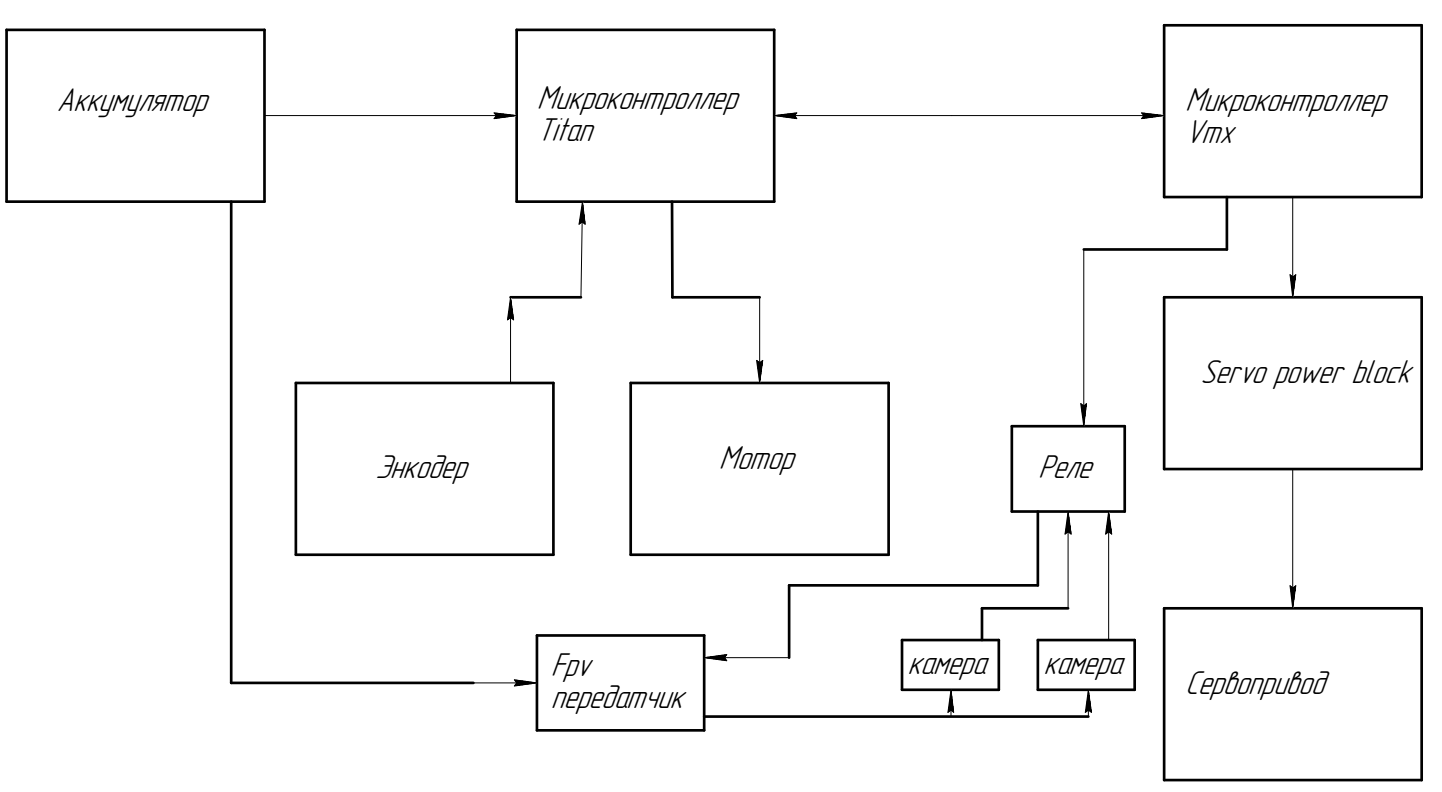 Аккумулятор
Микроконтроллер
Titan
Микроконтроллер
Vmx
Servo power block
Энкодер
Мотор
Реле
Fpv
передатчик
камера
камера
Сервопривод